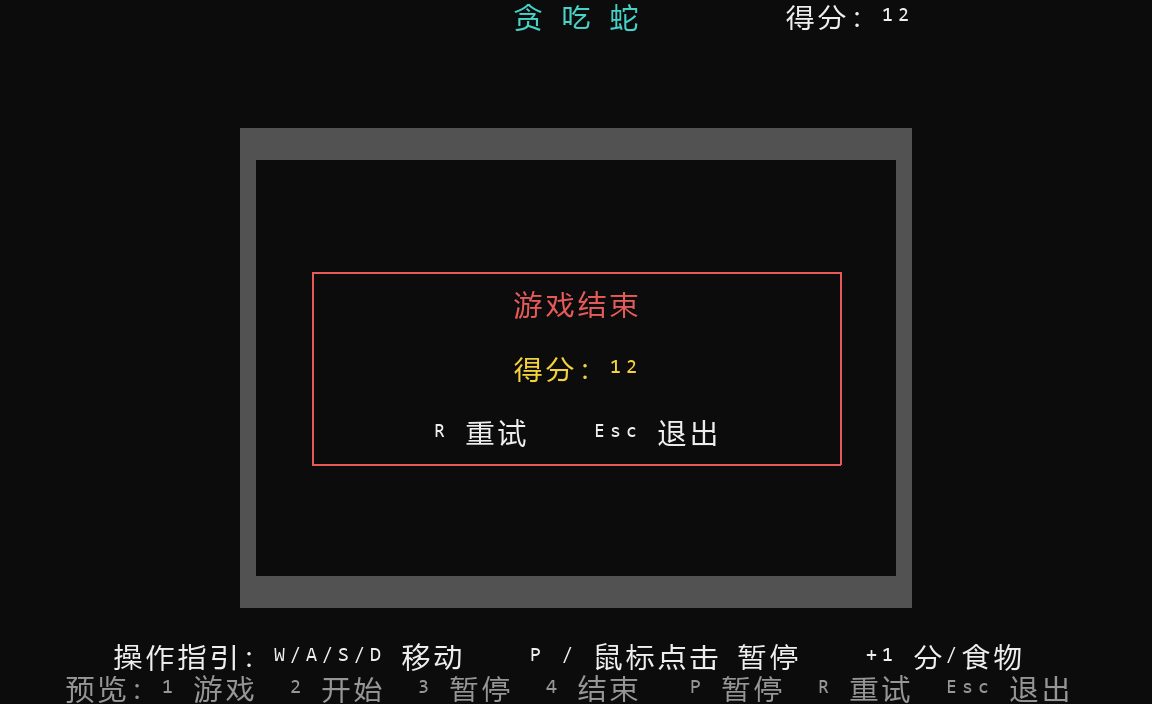 贪 吃 蛇 得分: 12
游戏结束
得分: 12
R 重试 Esc 退出
操作指引: W/A/S/D 移动 P / 鼠标点击 暂停 +1 分/食物
预览: 1 游戏 2 开始 3 暂停 4 结束 P 暂停 R 重试 Esc 退出